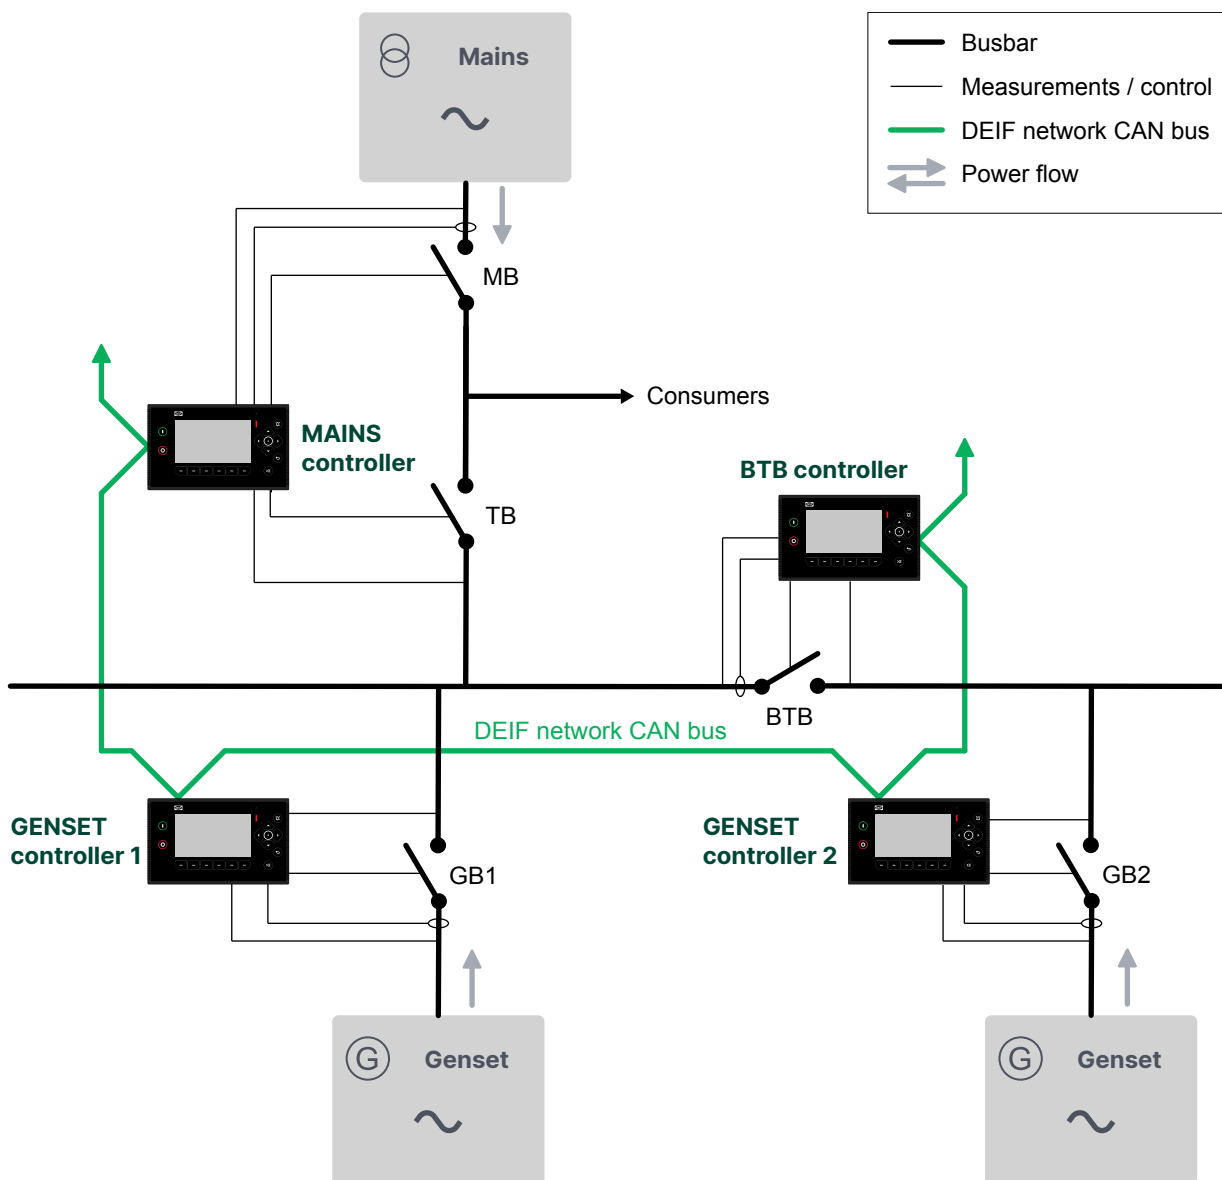 Mains
Busbar
Measurements / control
DEIF network CAN bus
Power flow
MB
Consumers
MAINS
controller
BTB controller
TB
BTB
DEIF network CAN bus
GENSET
controller 1
GB1
GENSET
controller 2
GB2
G
Genset
G
Genset